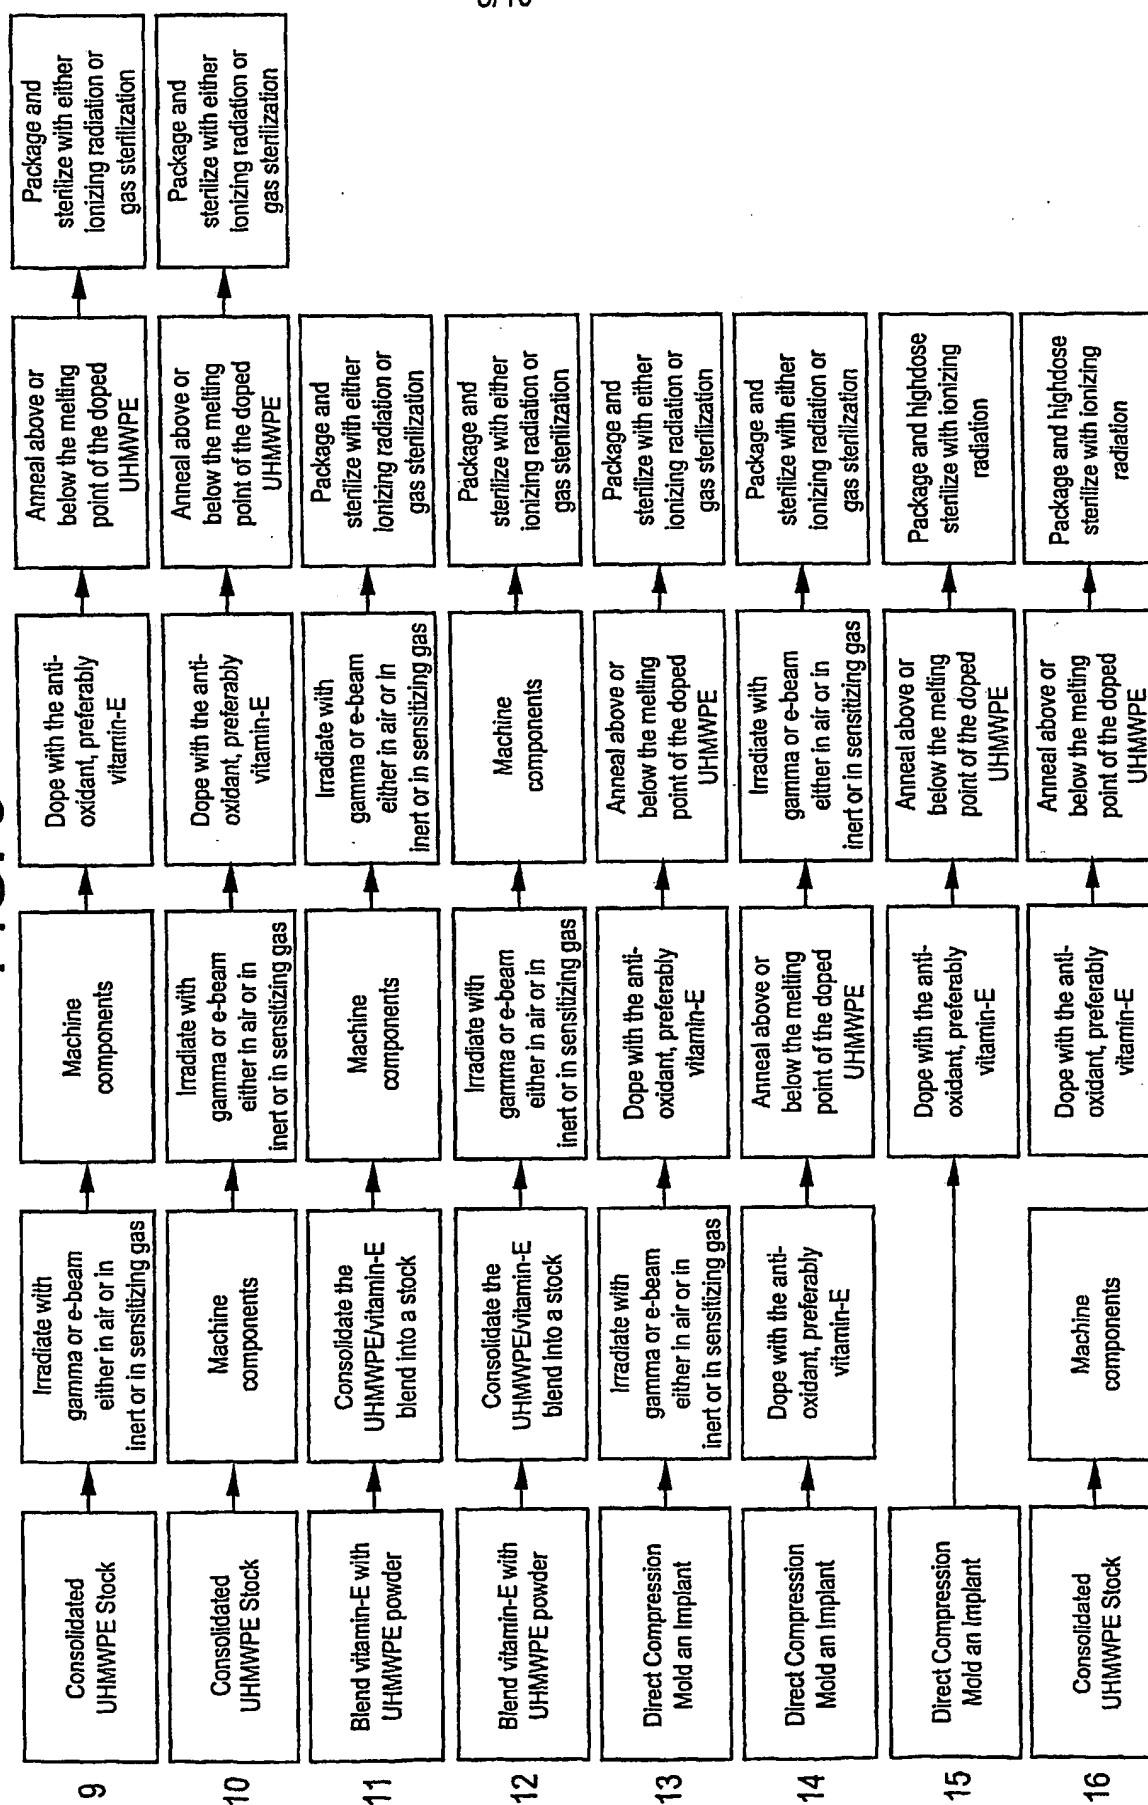 9
Consolidated
UHMWPE Stock
Irradiate with
gamma or e-beam
either in air or in
inert or in sensitizing gas
Machine
components
Dope with the anti-
oxidant, preferably
vitamin-E
Anneal above or
below the melting
point of the doped
UHMWPE
Package and
sterilize with either
ionizing radiation or
gas sterilization
10
Consolidated
UHMWPE Stock
Machine
components
Irradiate with
gamma or e-beam
either in air or in
inert or in sensitizing gas
Dope with the anti-
oxidant, preferably
vitamin-E
Anneal above or
below the melting
point of the doped
UHMWPE
Package and
sterilize with either
ionizing radiation or
gas sterilization
11
Blend vitamin-E with
UHMWPE powder
Consolidate the
UHMWPE/vitamin-E
blend into a stock
Machine
components
Irradiate with
gamma or e-beam
either in air or in
inert or in sensitizing gas
Package and
sterilize with either
ionizing radiation or
gas sterilization
12
Blend vitamin-E with
UHMWPE powder
Consolidate the
UHMWPE/vitamin-E
blend into a stock
Irradiate with
gamma or e-beam
either in air or in
inert or in sensitizing gas
Machine
components
Package and
sterilize with either
ionizing radiation or
gas sterilization
13
Direct Compression
Mold an Implant
Irradiate with
gamma or e-beam
either in air or in
inert or in sensitizing gas
Dope with the anti-
oxidant, preferably
vitamin-E
Anneal above or
below the melting
point of the doped
UHMWPE
Package and
sterilize with either
ionizing radiation or
gas sterilization
14
Direct Compression
Mold an Implant
Dope with the anti-
oxidant, preferably
vitamin-E
Anneal above or
below the melting
point of the doped
UHMWPE
Irradiate with
gamma or e-beam
either in air or in
inert or in sensitizing gas
Package and
sterilize with either
ionizing radiation or
gas sterilization
15
Direct Compression
Mold an Implant
Dope with the anti-
oxidant, preferably
vitamin-E
Anneal above or
below the melting
point of the doped
UHMWPE
Package and highdose
sterilize with ionizing
radiation
16
Consolidated
UHMWPE Stock
Machine
components
Dope with the anti-
oxidant, preferably
vitamin-E
Anneal above or
below the melting
point of the doped
UHMWPE
Package and highdose
sterilize with ionizing
radiation